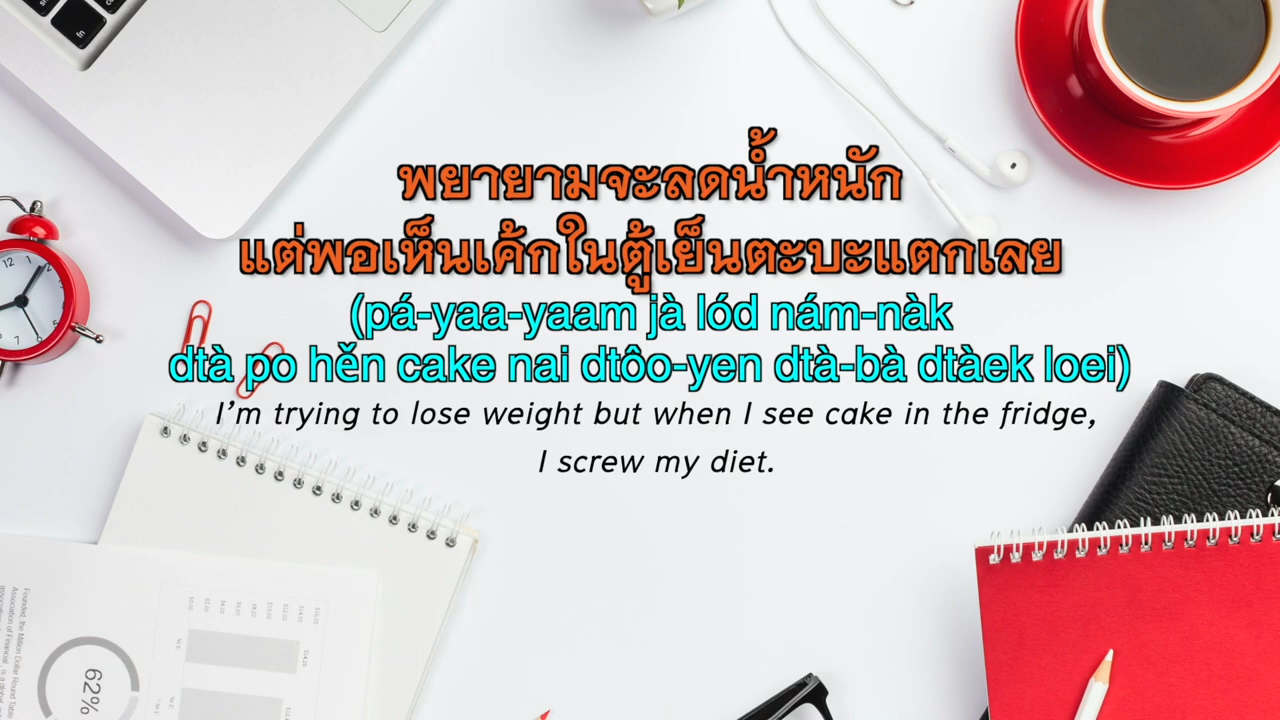 พยายามจะลดน้ำหนัก
แต่พอเห็นเค้กในตู้เย็นตะบะแตกเลย
(pá-yaa-yaam jà lód nám-nàk
dtà po hěn cake nai dtôo-yen dtà-bà dtàek loei)
I’m trying to lose weight but when I see cake in the fridge,
I screw my diet.
fn
62%